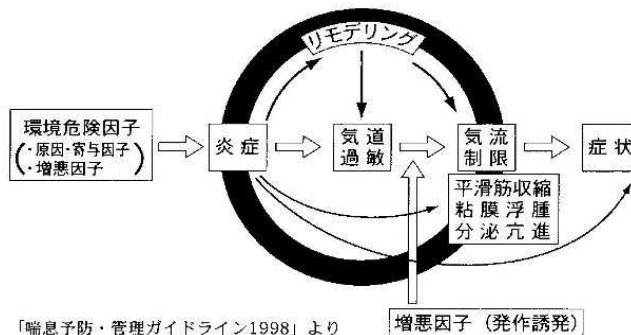 リモデリング
環境危険因子
(・原因・寄与因子
・増悪因子)
炎症
気道
過敏
気流
制限
症状
平滑筋収縮
粘膜浮腫
分泌亢進
増悪因子(発作誘発)
「喘息予防・管理ガイドライン1998」より